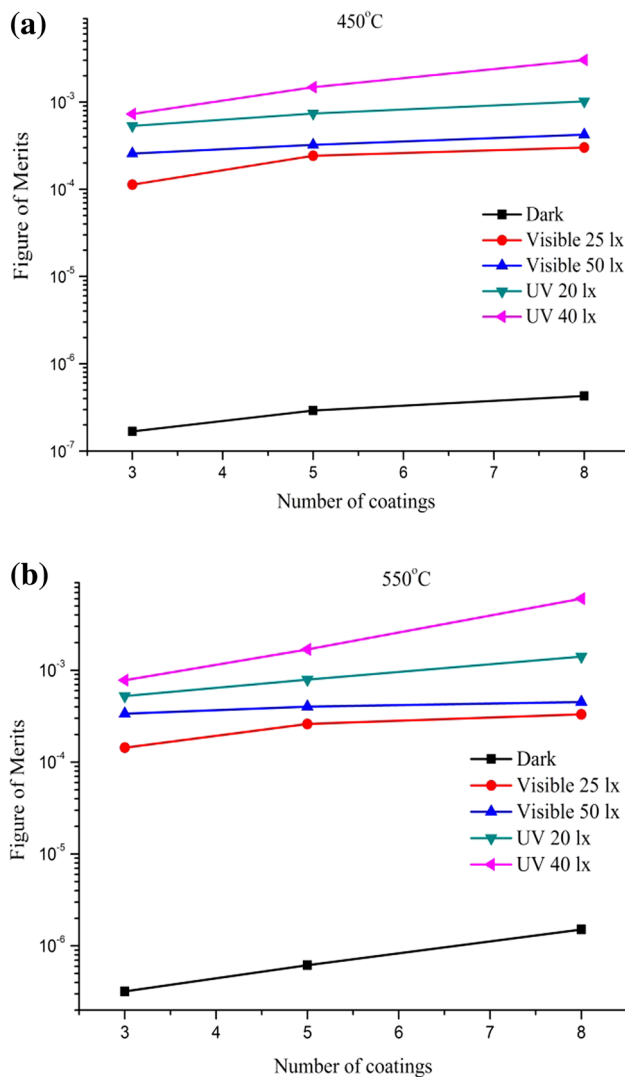 (a)
450°C
Figure of Merits
10⁻³
10⁻⁴
10⁻⁵
10⁻⁶
10⁻⁷
Dark
Visible 25 lx
Visible 50 lx
UV 20 lx
UV 40 lx
3 4 5 6 7 8
Number of coatings
(b)
550°C
Figure of Merits
10⁻³
10⁻⁴
10⁻⁵
10⁻⁶
Dark
Visible 25 lx
Visible 50 lx
UV 20 lx
UV 40 lx
3 4 5 6 7 8
Number of coatings